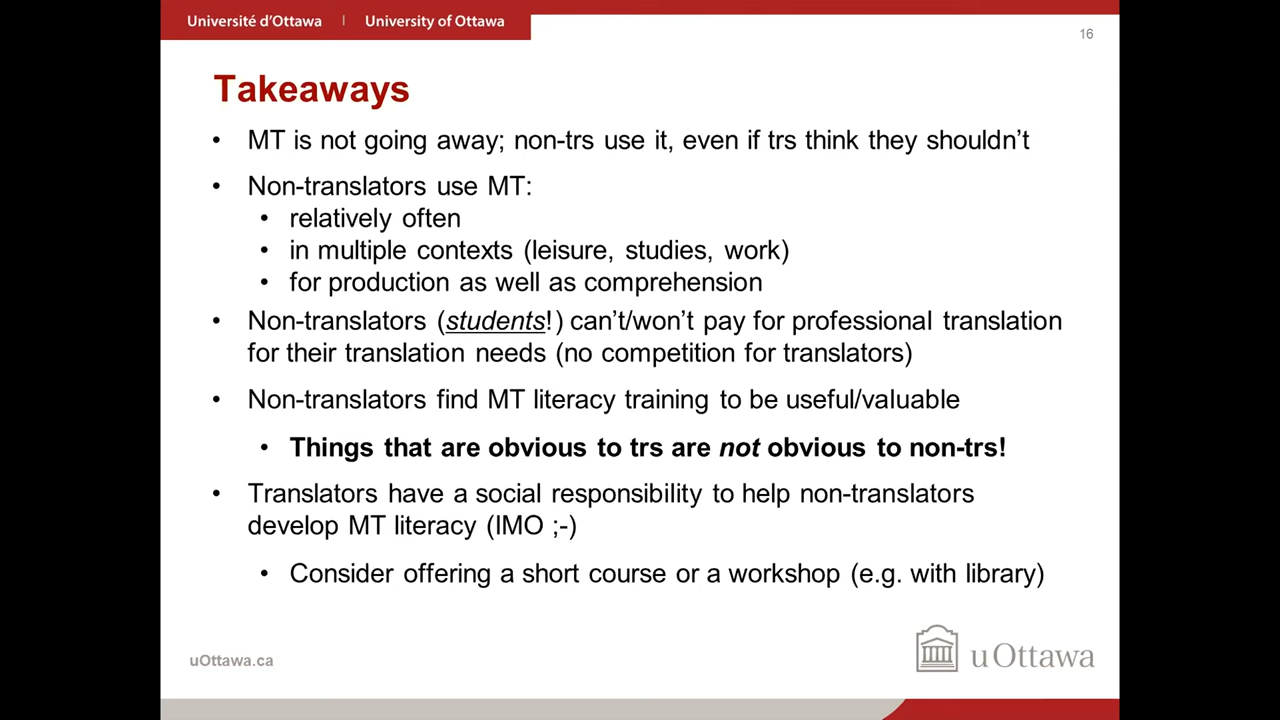 Université d'Ottawa | University of Ottawa
16
Takeaways
• MT is not going away; non-trs use it, even if trs think they shouldn't
• Non-translators use MT:
• relatively often
• in multiple contexts (leisure, studies, work)
• for production as well as comprehension
• Non-translators (students!) can't/won't pay for professional translation
for their translation needs (no competition for translators)
• Non-translators find MT literacy training to be useful/valuable
• Things that are obvious to trs are not obvious to non-trs!
• Translators have a social responsibility to help non-translators
develop MT literacy (IMO ;-)
• Consider offering a short course or a workshop (e.g. with library)
uOttawa.ca
uOttawa